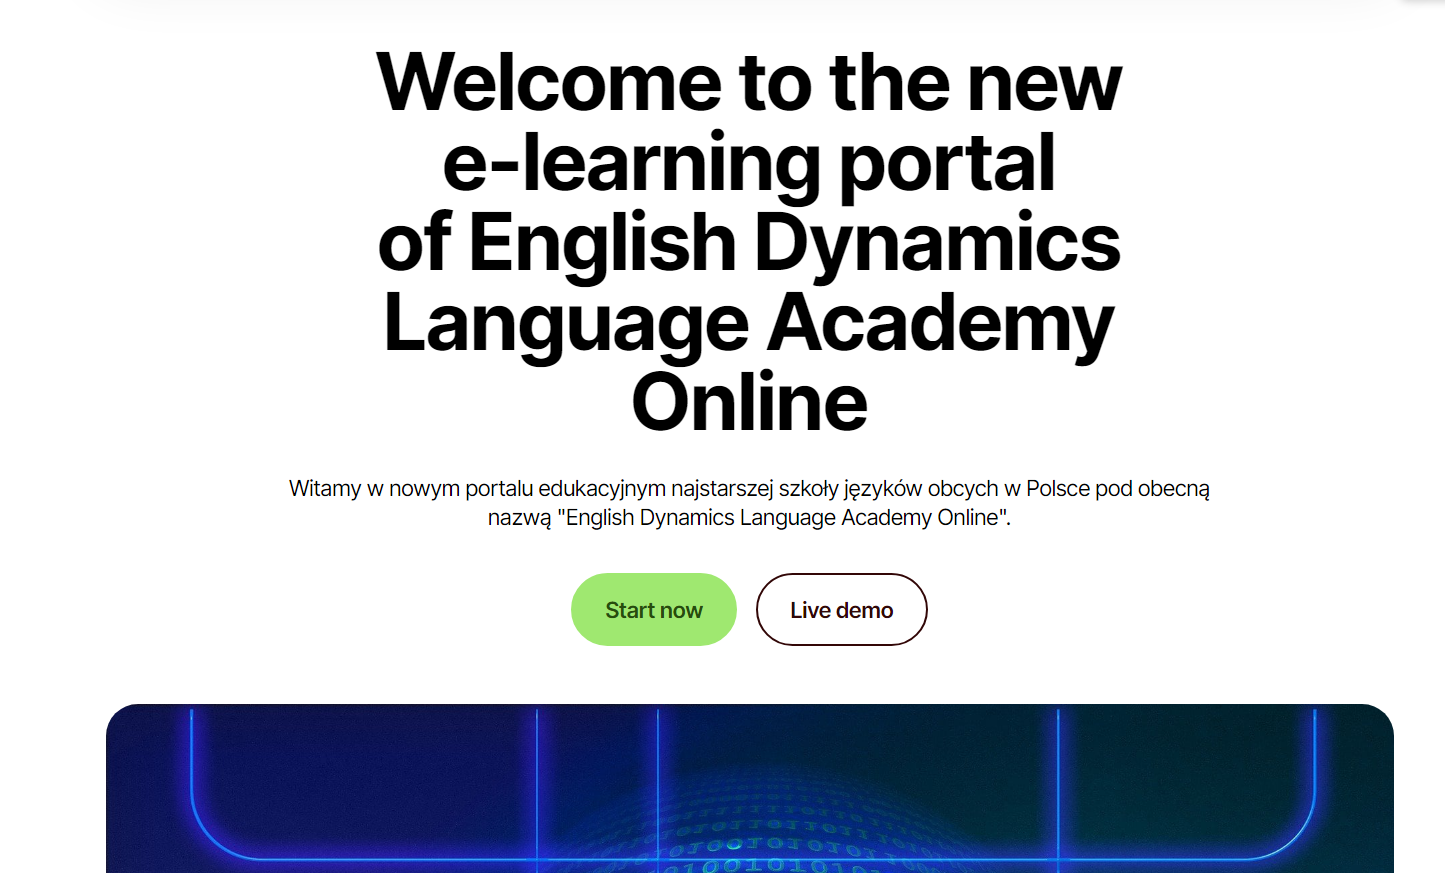 Welcome to the new
e-learning portal
of English Dynamics
Language Academy
Online
Witamy w nowym portalu edukacyjnym najstarszej szkoły języków obcych w Polsce pod obecną
nazwą "English Dynamics Language Academy Online".
Start now
Live demo